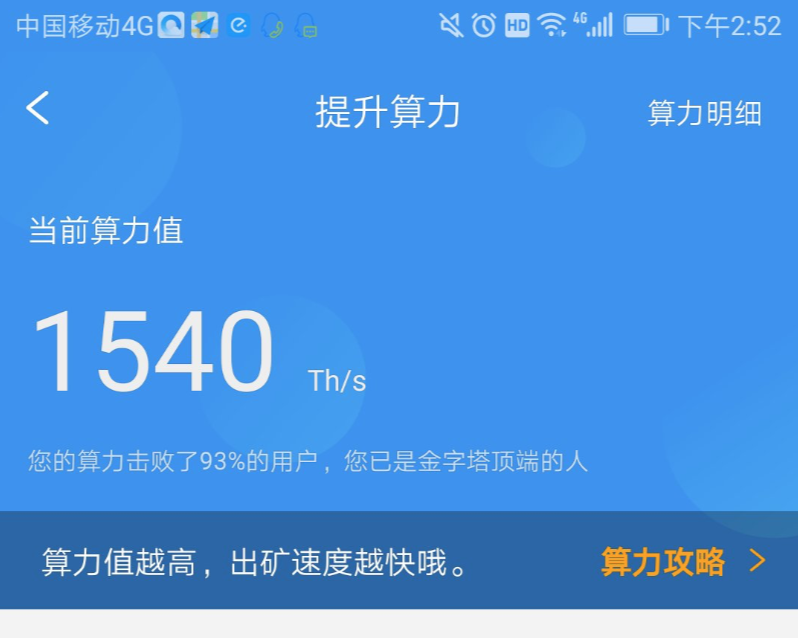 中国移动4G HD 4G 下午2:52
提升算力 算力明细
当前算力值
1540 Th/s
您的算力击败了93%的用户，您已是金字塔顶端的人
算力值越高，出矿速度越快哦。 算力攻略 >